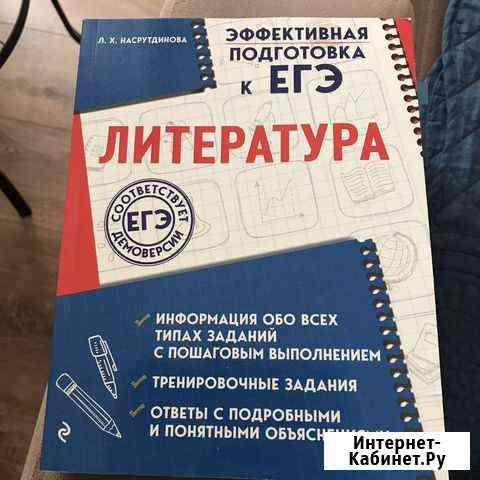 Л. Х. НАСРУТДИНОВА
ЭФФЕКТИВНАЯ
ПОДГОТОВКА
К ЕГЭ
ЛИТЕРАТУРА
СООТВЕТСТВУЕТ
ЕГЭ
ДЕМОВЕРСИИ
ИНФОРМАЦИЯ ОБО ВСЕХ
ТИПАХ ЗАДАНИЙ
С ПОШАГОВЫМ ВЫПОЛНЕНИЕМ
ТРЕНИРОВОЧНЫЕ ЗАДАНИЯ
ОТВЕТЫ С ПОДРОБНЫМИ
И ПОНЯТНЫМИ
Интернет-
Кабинет.Ру